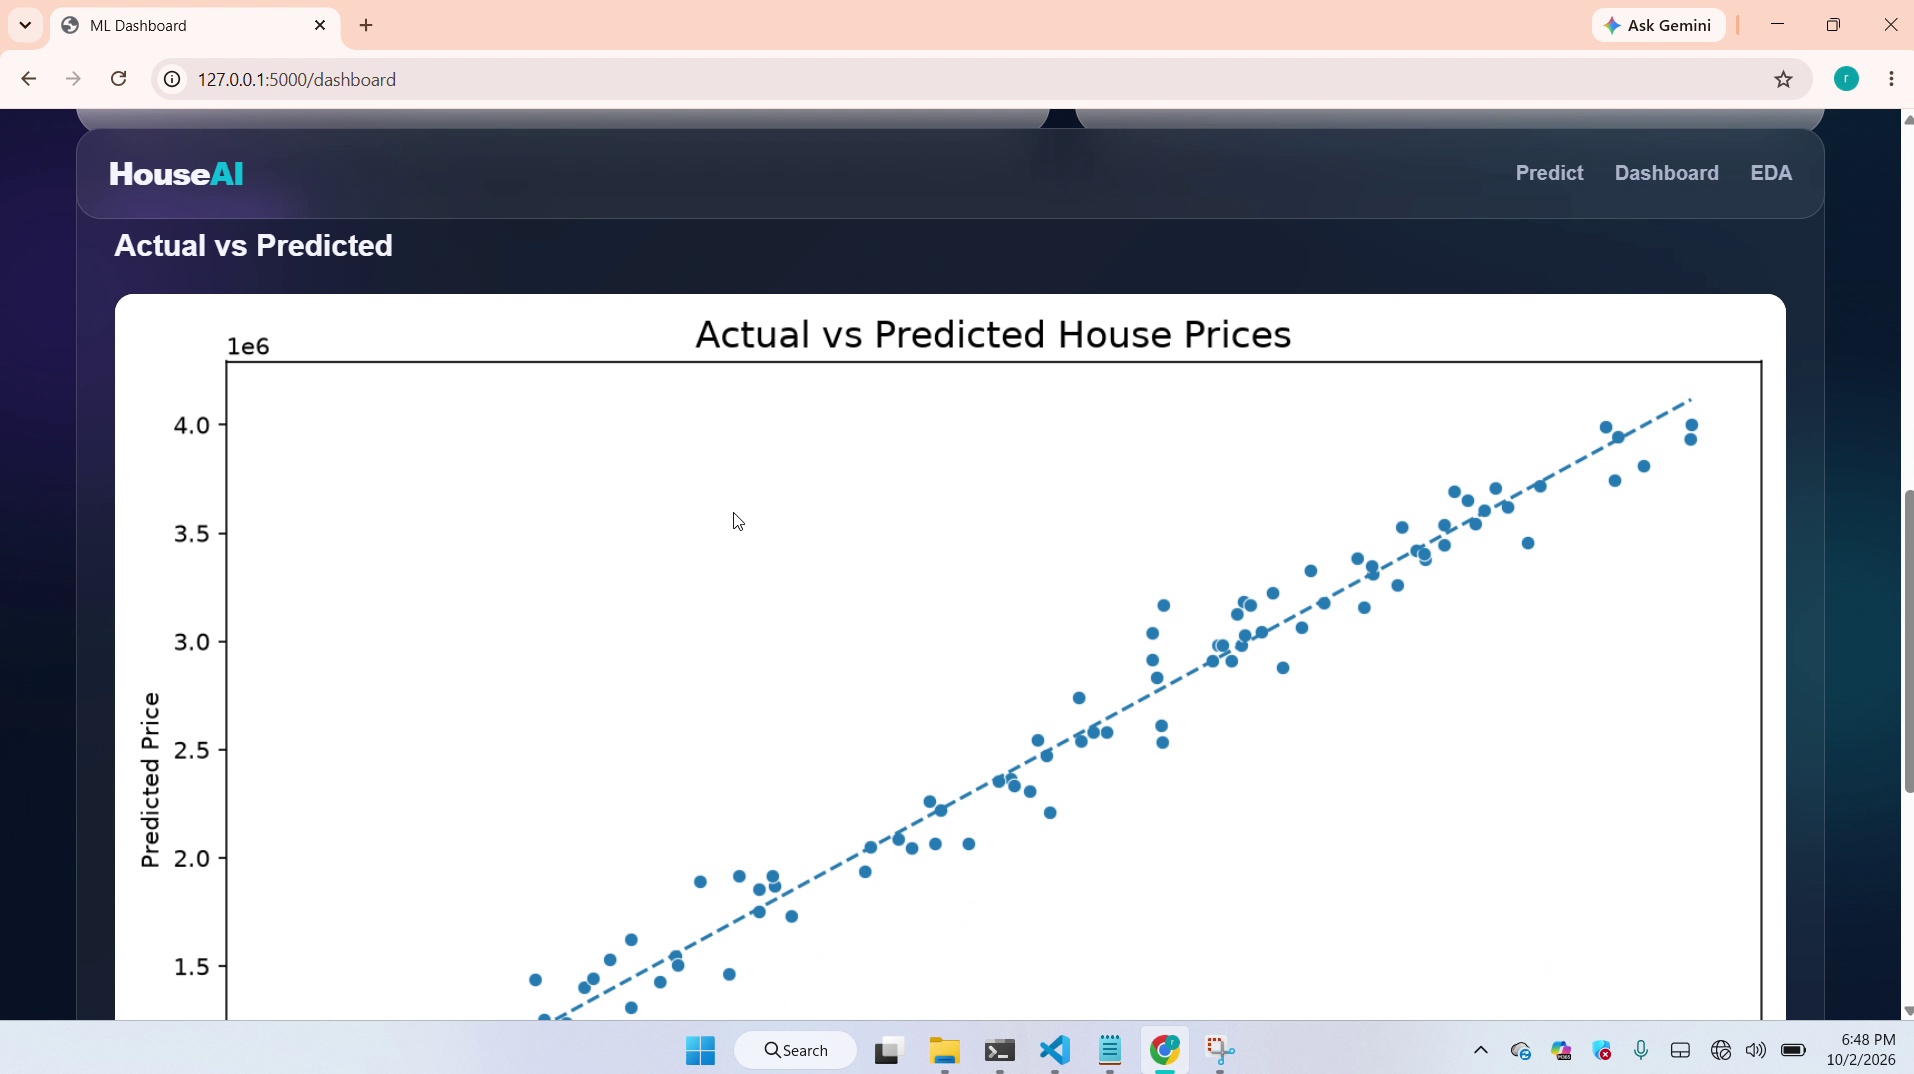 ML Dashboard
Ask Gemini
127.0.0.1:5000/dashboard
r
HouseAI
Predict Dashboard EDA
Actual vs Predicted
Actual vs Predicted House Prices
1e6
4.0
3.5
3.0
2.5
2.0
1.5
Predicted Price
Search
6:48 PM
10/2/2026